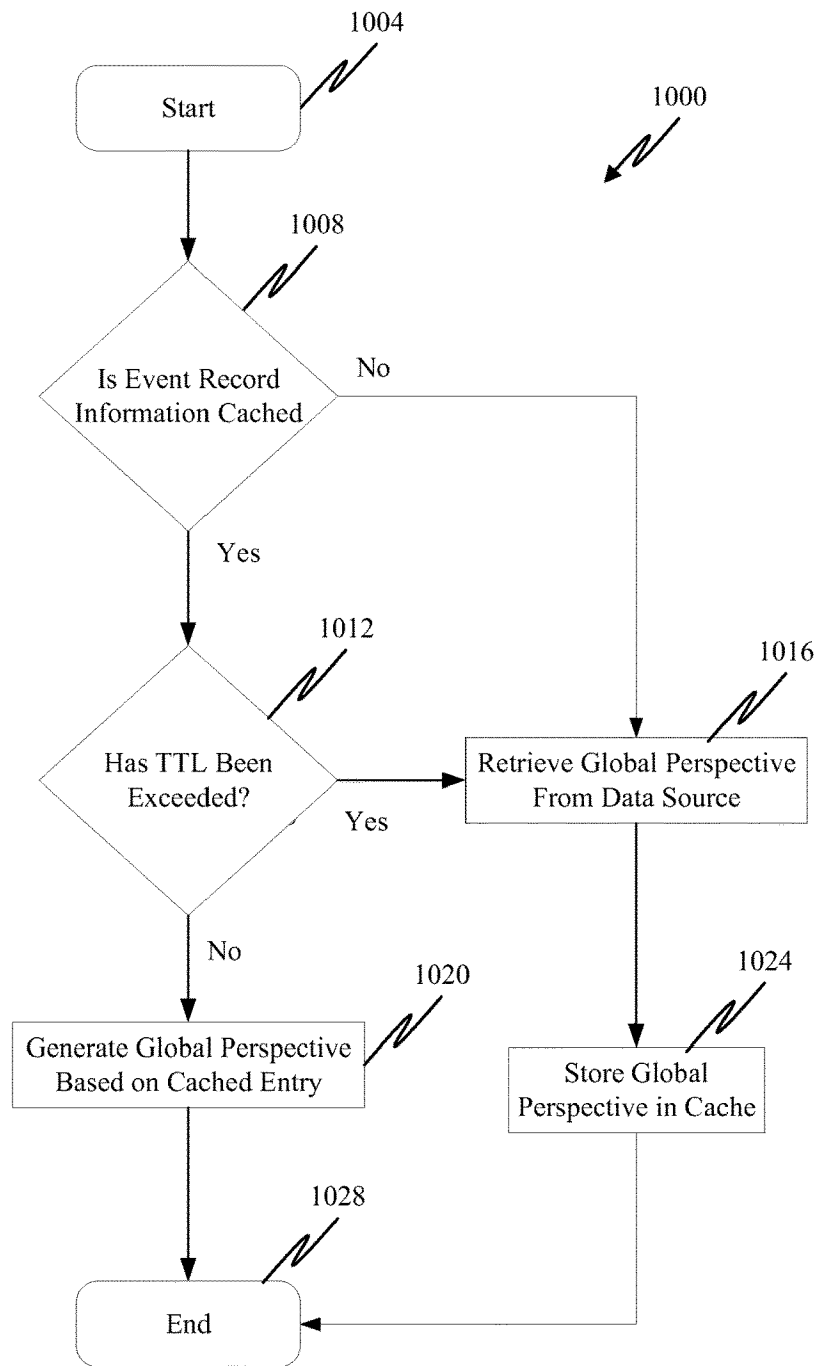 1004
Start
1000
1008
Is Event Record
Information Cached
No
Yes
1012
1016
Has TTL Been
Exceeded?
Yes
Retrieve Global Perspective
From Data Source
No
1020
1024
Generate Global Perspective
Based on Cached Entry
Store Global
Perspective in Cache
1028
End